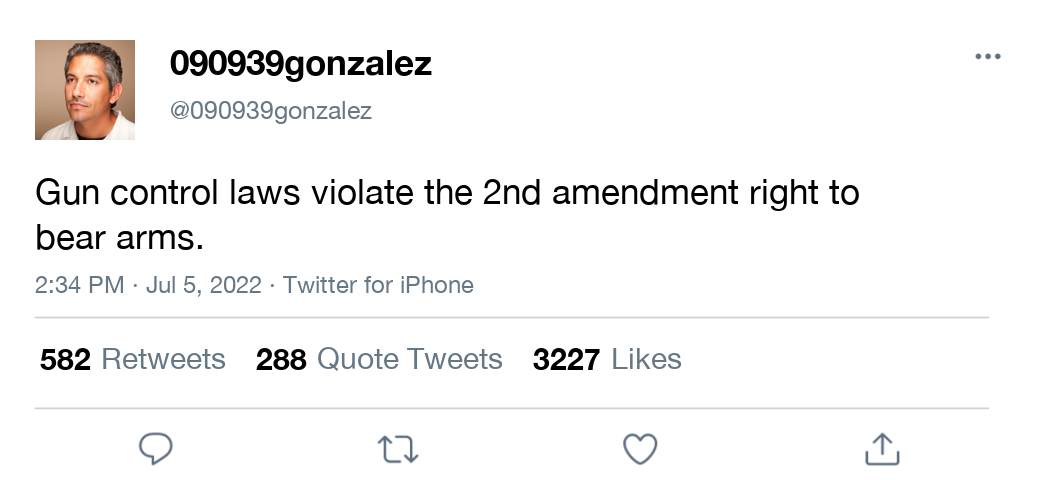 090939gonzalez
@090939gonzalez
Gun control laws violate the 2nd amendment right to
bear arms.
2:34 PM · Jul 5, 2022 · Twitter for iPhone
582 Retweets 288 Quote Tweets 3227 Likes